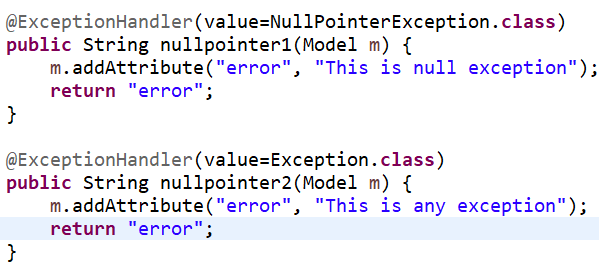 @ExceptionHandler(value=NullPointerException.class)
public String nullpointer1(Model m) {
    m.addAttribute("error", "This is null exception");
    return "error";
}
@ExceptionHandler(value=Exception.class)
public String nullpointer2(Model m) {
    m.addAttribute("error", "This is any exception");
    return "error";
}